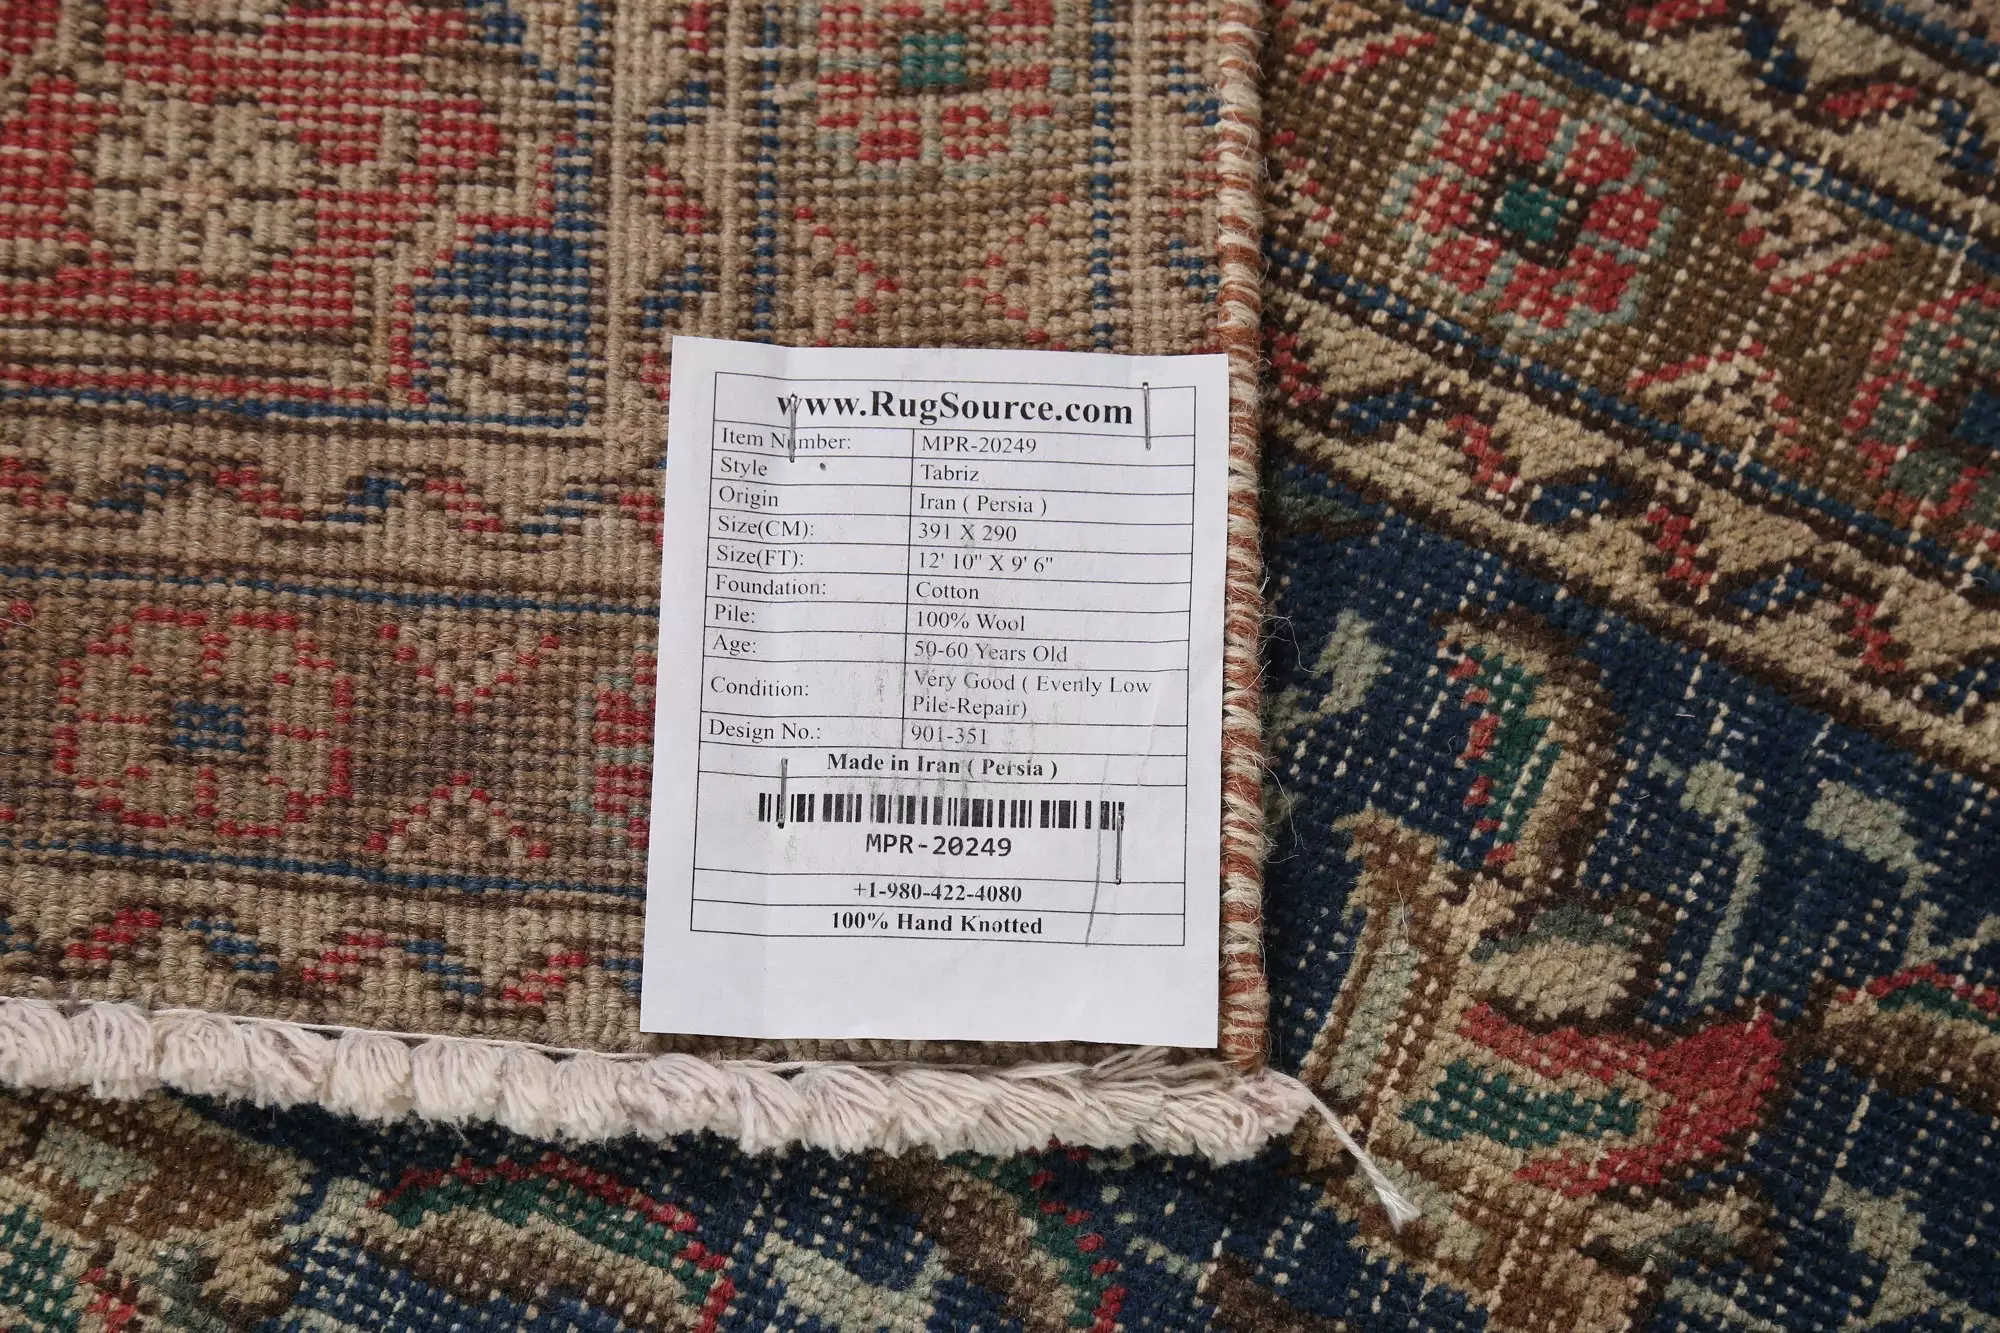 www.RugSource.com
Item Number: MPR-20249
Style Tabriz
Origin Iran ( Persia )
Size(CM): 391 X 290
Size(FT): 12' 10" X 9' 6"
Foundation: Cotton
Pile: 100% Wool
Age: 50-60 Years Old
Condition: Very Good ( Evenly Low
Pile-Repair)
Design No.: 901-351
Made in Iran ( Persia )
MPR-20249
+1-980-422-4080
100% Hand Knotted